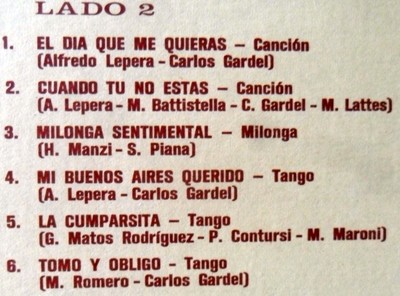 LADO 2
1. EL DIA QUE ME QUIERAS – Canción
(Alfredo Lepera - Carlos Gardel)
2. CUANDO TU NO ESTAS – Canción
(A. Lepera - M. Battistella - C. Gardel - M. Lattes)
3. MILONGA SENTIMENTAL – Milonga
(H. Manzi - S. Piana)
4. MI BUENOS AIRES QUERIDO – Tango
(A. Lepera - Carlos Gardel)
5. LA CUMPARSITA – Tango
(G. Matos Rodríguez - P. Contursi - M. Maroni)
6. TOMO Y OBLIGO – Tango
(M. Romero - Carlos Gardel)